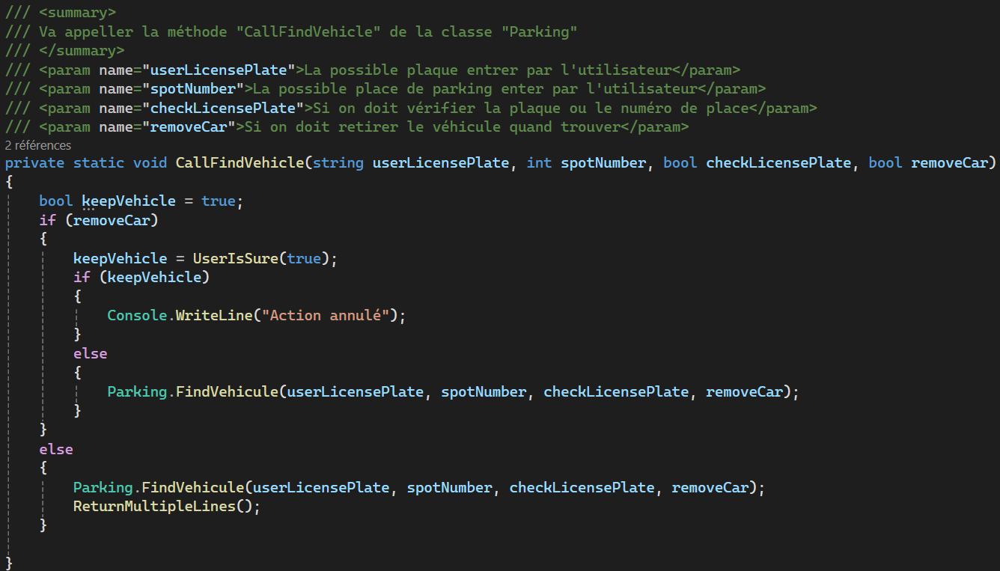 /// <summary>
/// Va appeller la méthode "CallFindVehicle" de la classe "Parking"
/// </summary>
/// <param name="userLicensePlate">La possible plaque entrer par l'utilisateur</param>
/// <param name="spotNumber">La possible place de parking enter par l'utilisateur</param>
/// <param name="checkLicensePlate">Si on doit vérifier la plaque ou le numéro de place</param>
/// <param name="removeCar">Si on doit retirer le véhicule quand trouver</param>
2 références
private static void CallFindVehicle(string userLicensePlate, int spotNumber, bool checkLicensePlate, bool removeCar)
{
    bool keepVehicle = true;
    if (removeCar)
    {
        keepVehicle = UserIsSure(true);
        if (keepVehicle)
        {
            Console.WriteLine("Action annulé");
        }
        else
        {
            Parking.FindVehicule(userLicensePlate, spotNumber, checkLicensePlate, removeCar);
        }
    }
    else
    {
        Parking.FindVehicule(userLicensePlate, spotNumber, checkLicensePlate, removeCar);
        ReturnMultipleLines();
    }
}